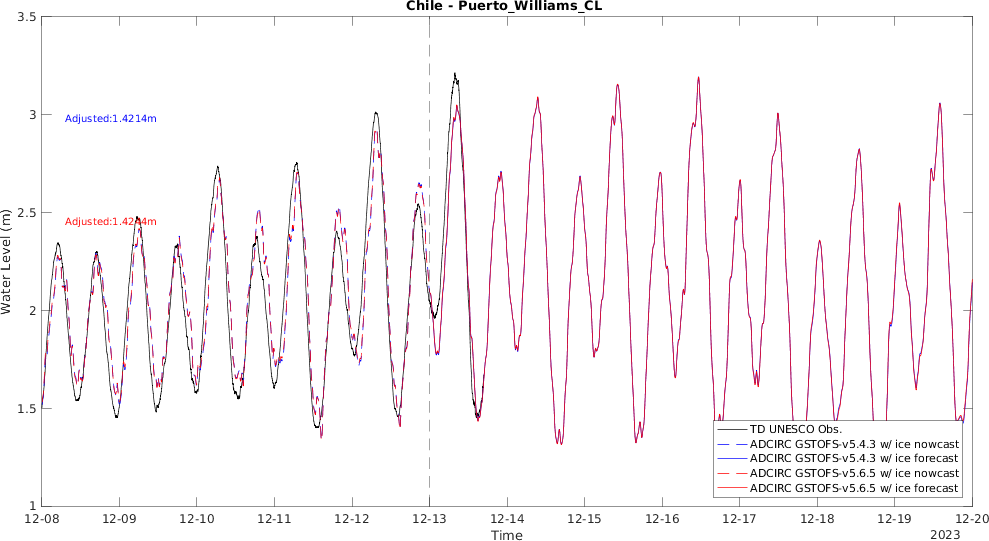 Chile - Puerto_Williams_CL
3.5
3
2.5
2
1.5
1
Water Level (m)
Adjusted:1.4214m
Adjusted:1.4244m
TD UNESCO Obs.
ADCIRC GSTOFS-v5.4.3 w/ ice nowcast
ADCIRC GSTOFS-v5.4.3 w/ ice forecast
ADCIRC GSTOFS-v5.6.5 w/ ice nowcast
ADCIRC GSTOFS-v5.6.5 w/ ice forecast
12-08 12-09 12-10 12-11 12-12 12-13 12-14 12-15 12-16 12-17 12-18 12-19 12-20
Time
2023